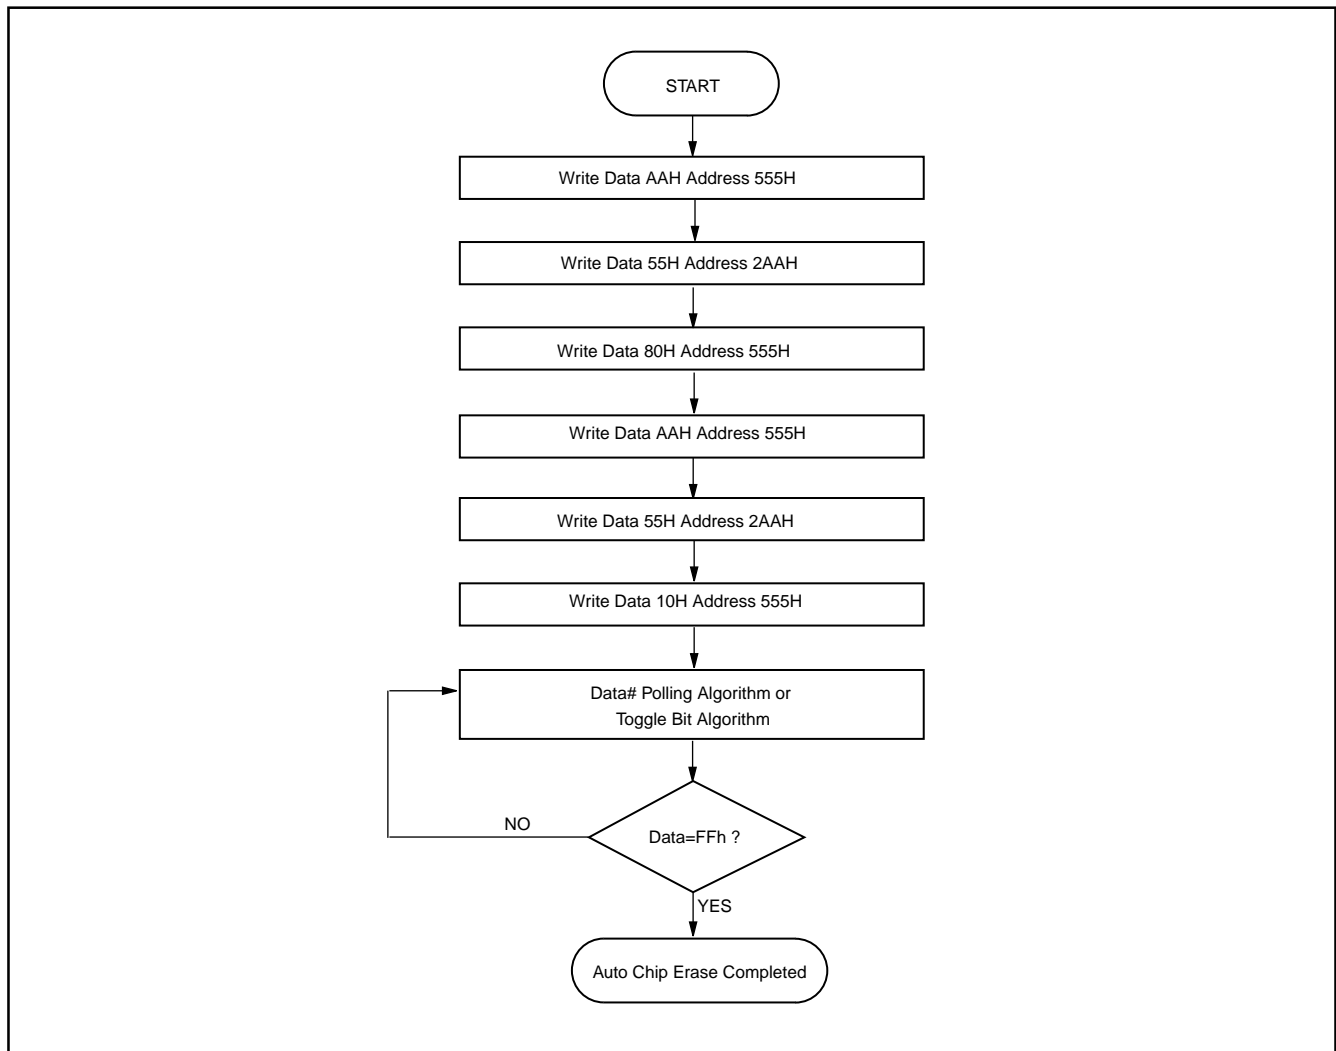 START
Write Data AAH Address 555H
Write Data 55H Address 2AAH
Write Data 80H Address 555H
Write Data AAH Address 555H
Write Data 55H Address 2AAH
Write Data 10H Address 555H
Data# Polling Algorithm or
Toggle Bit Algorithm
NO
Data=FFh ?
YES
Auto Chip Erase Completed